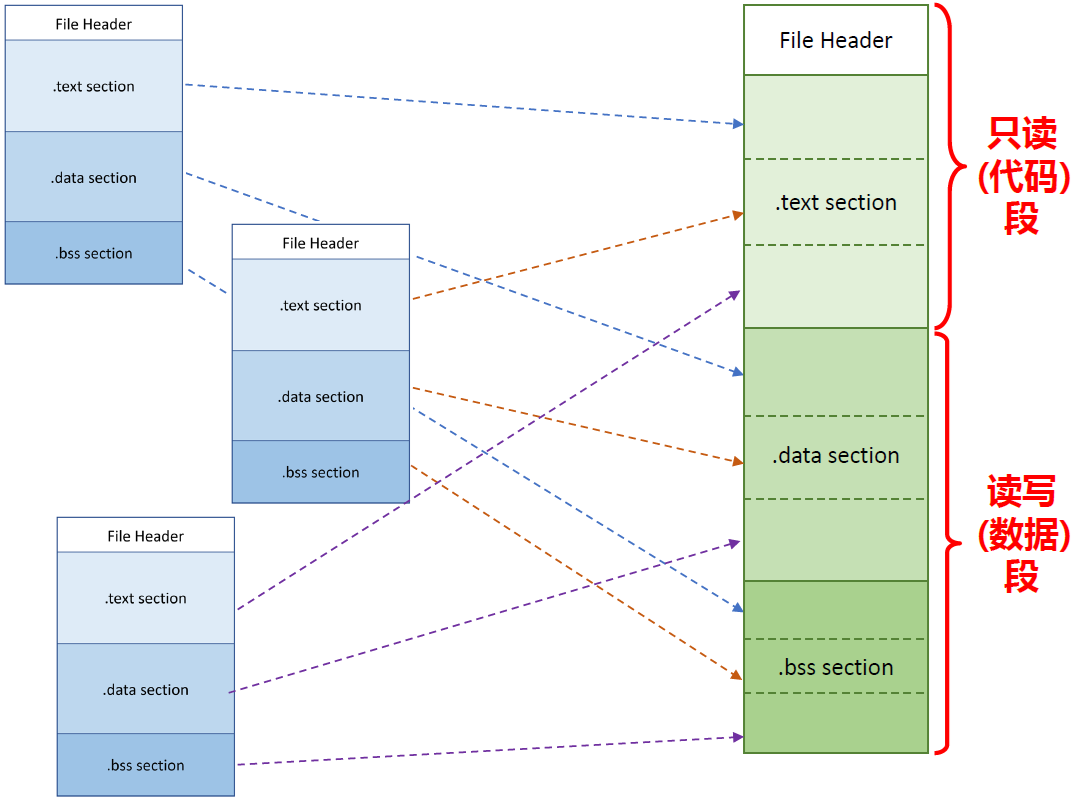 File Header
.text section
.data section
.bss section
File Header
.text section
.data section
.bss section
File Header
.text section
.data section
.bss section
File Header
.text section
.data section
.bss section
只读
(代码)
段
读写
(数据)
段